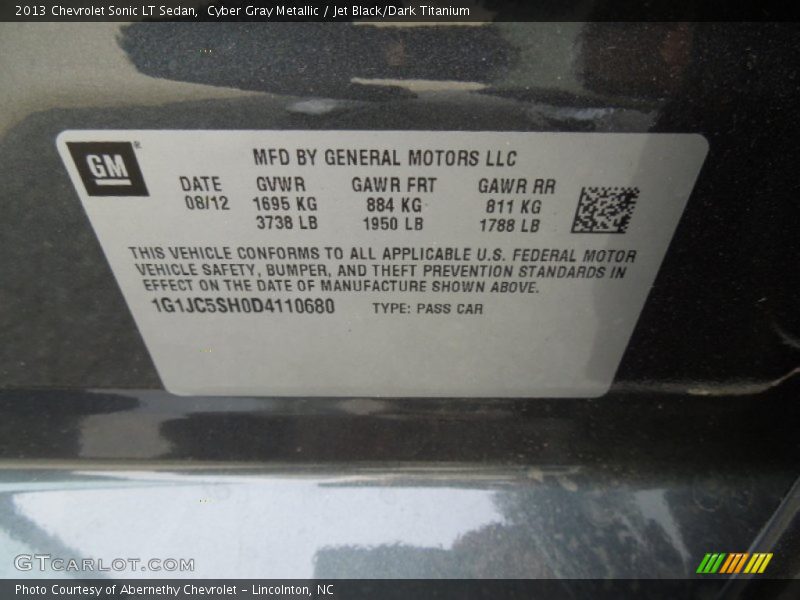 2013 Chevrolet Sonic LT Sedan,  Cyber Gray Metallic / Jet Black/Dark Titanium
GM®
MFD BY GENERAL MOTORS LLC
DATE GVWR GAWR FRT GAWR RR
08/12 1695 KG 884 KG 811 KG
3738 LB 1950 LB 1788 LB
THIS VEHICLE CONFORMS TO ALL APPLICABLE U.S. FEDERAL MOTOR
VEHICLE SAFETY, BUMPER, AND THEFT PREVENTION STANDARDS IN
EFFECT ON THE DATE OF MANUFACTURE SHOWN ABOVE.
1G1JC5SH0D4110680 TYPE: PASS CAR
GTCARLOT.COM
Photo Courtesy of Abernethy Chevrolet – Lincolnton, NC